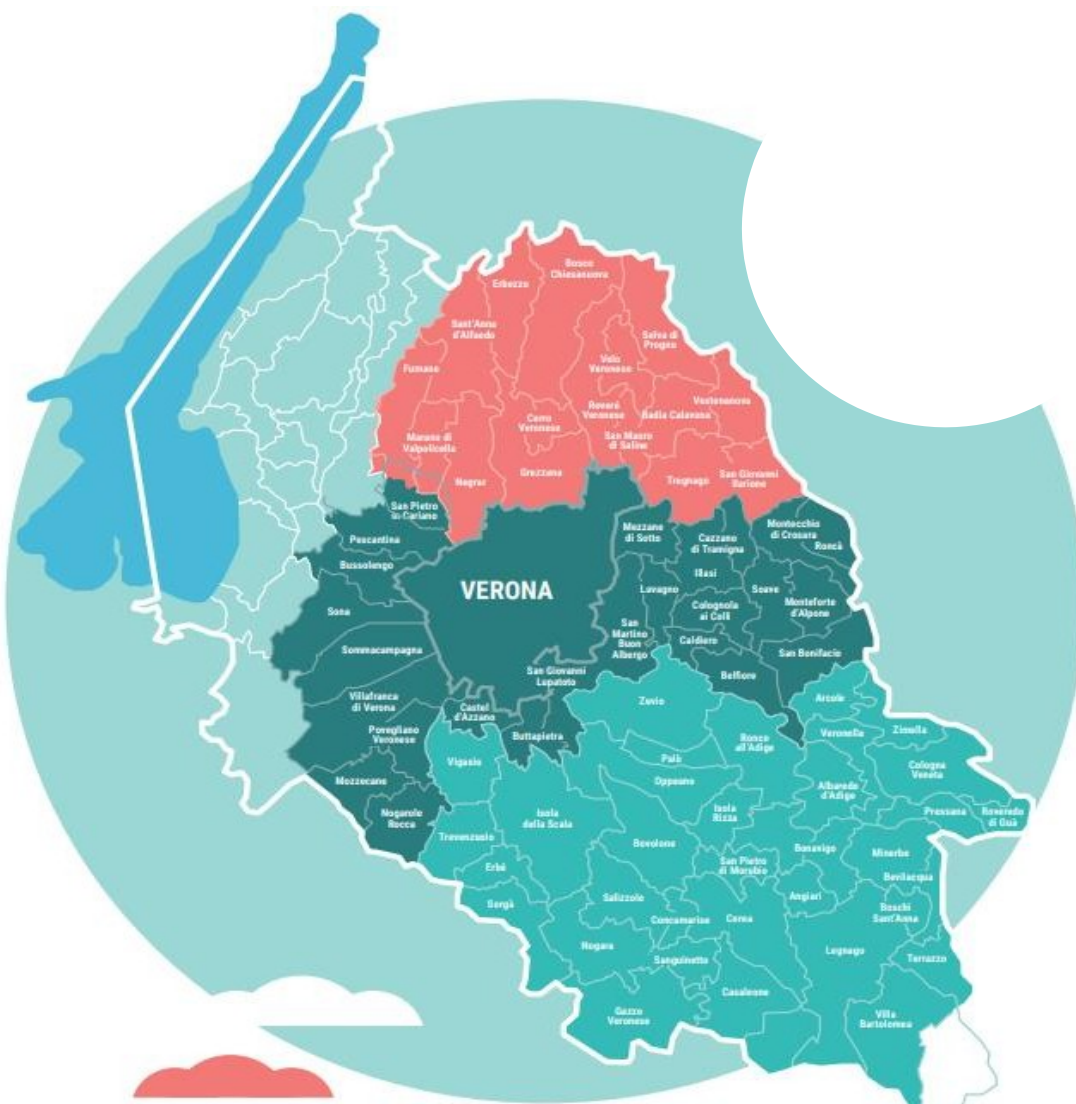 Bosco
Chiesanuova
Erbezzo
Sant'Anna
d'Alfaedo
Selva di
Progno
Fumane
Velo
Veronese
Vestenanova
Roverè
Veronese
Badia Calavena
Cerro
Veronese
Marano di
Valpolicella
San Mauro
di Saline
Grezzana
Negrar
Tregnago
San Giovanni
Ilarione
San Pietro
in Cariano
Pescantina
Mezzane
di Sotto
Cazzano
di Tramigna
Montecchio
di Crosara
Roncà
Bussolengo
Illasi
VERONA
Lavagno
Soave
Sona
Colognola
ai Colli
Monteforte
d'Alpone
San
Martino
Buon
Albergo
Caldiero
Sommacampagna
San Bonifacio
San Giovanni
Lupatoto
Belfiore
Villafranca
di Verona
Castel
d'Azzano
Zevio
Arcole
Povegliano
Veronese
Buttapietra
Ronco
all'Adige
Veronella
Zimella
Vigasio
Palù
Cologna
Veneta
Mozzecane
Oppeano
Albaredo
d'Adige
Nogarole
Rocca
Isola
della Scala
Isola
Rizza
Pressana
Roveredo
di Guà
Trevenzuolo
Bovolone
Bonavigo
Minerbe
Erbè
San Pietro
di Morubio
Bevilacqua
Sorgà
Salizzole
Angiari
Boschi
Sant'Anna
Concamarise
Cerea
Nogara
Legnago
Sanguinetto
Terrazzo
Casaleone
Gazzo
Veronese
Villa
Bartolomea